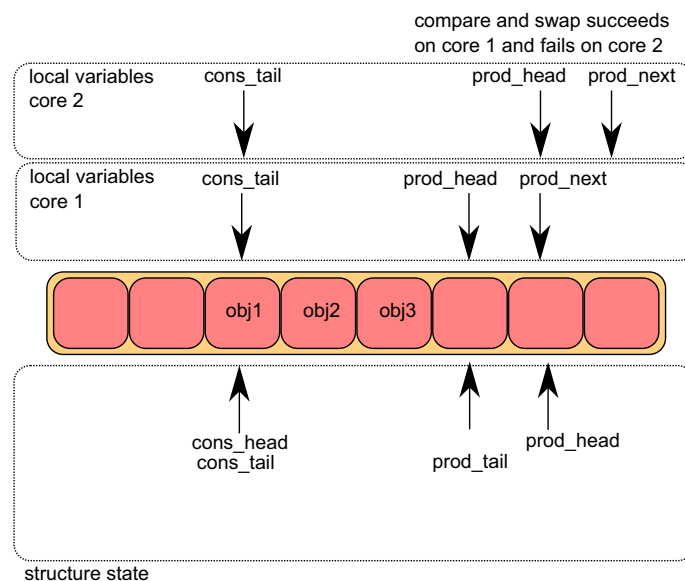 compare and swap succeeds
on core 1 and fails on core 2
local variables
core 2
cons_tail
prod_head
prod_next
local variables
core 1
cons_tail
prod_head
prod_next
obj1
obj2
obj3
cons_head
cons_tail
prod_tail
prod_head
structure state